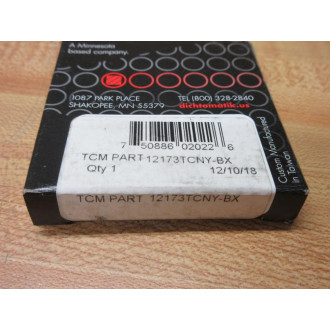 A Minnesota
based company.
1087 PARK PLACE
SHAKOPEE, MN 55379
TEL (800) 328-2840
dichtomatik.us
Custom Manufactured
in Taiwan
7 50886 02022 6
TCM PART 12173TCNY-BX
Qty 1 12/10/18
TCM PART 12173TCNY-BX